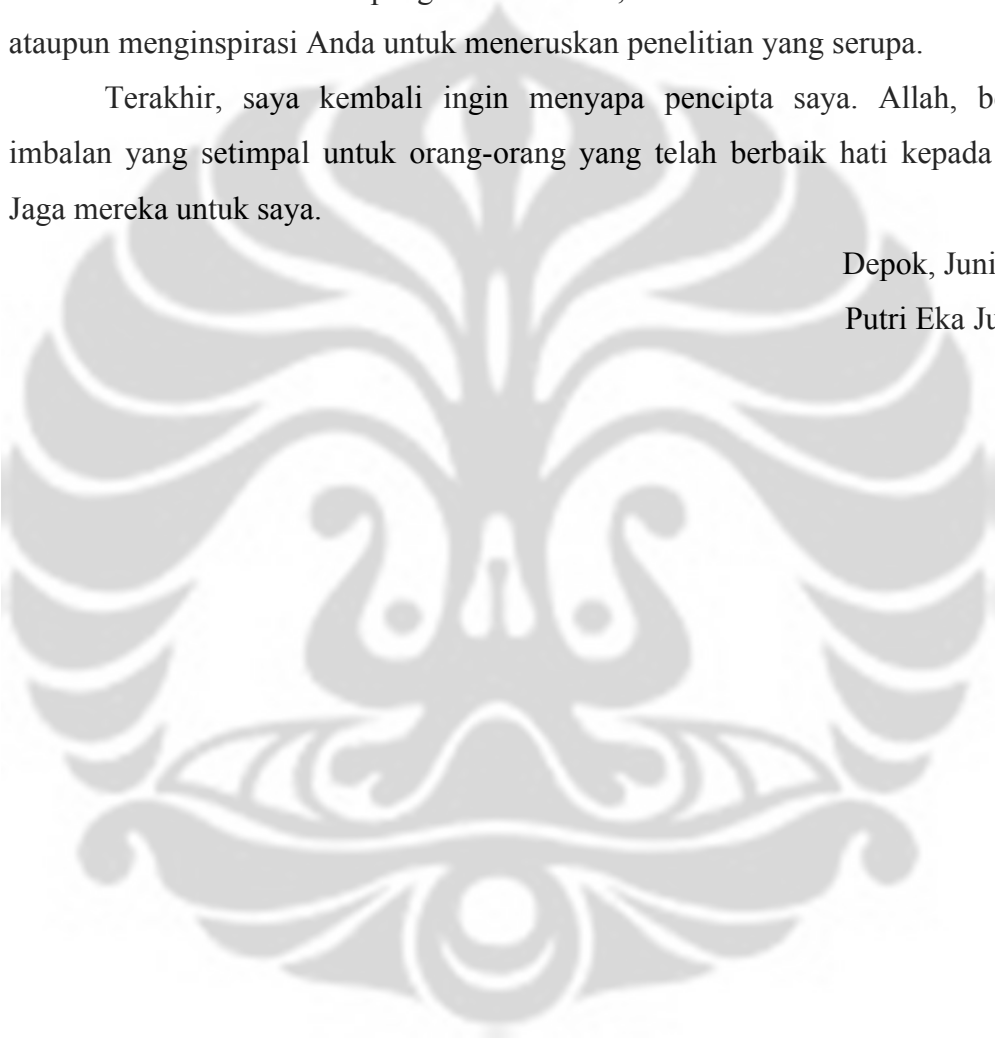 ataupun menginspirasi Anda untuk meneruskan penelitian yang serupa.
Terakhir, saya kembali ingin menyapa pencipta saya. Allah,
imbalan yang setimpal untuk orang-orang yang telah berbaik hati kepada
Jaga mereka untuk saya.
Depok, Juni
Putri Eka